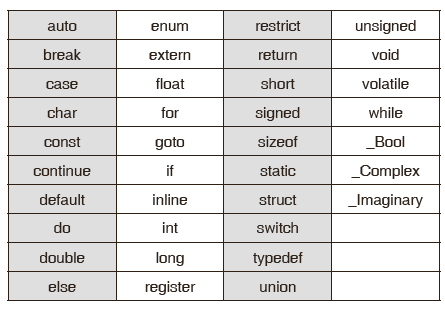 auto enum restrict unsigned
break extern return void
case float short volatile
char for signed while
const goto sizeof _Bool
continue if static _Complex
default inline struct _Imaginary
do int switch
double long typedef
else register union